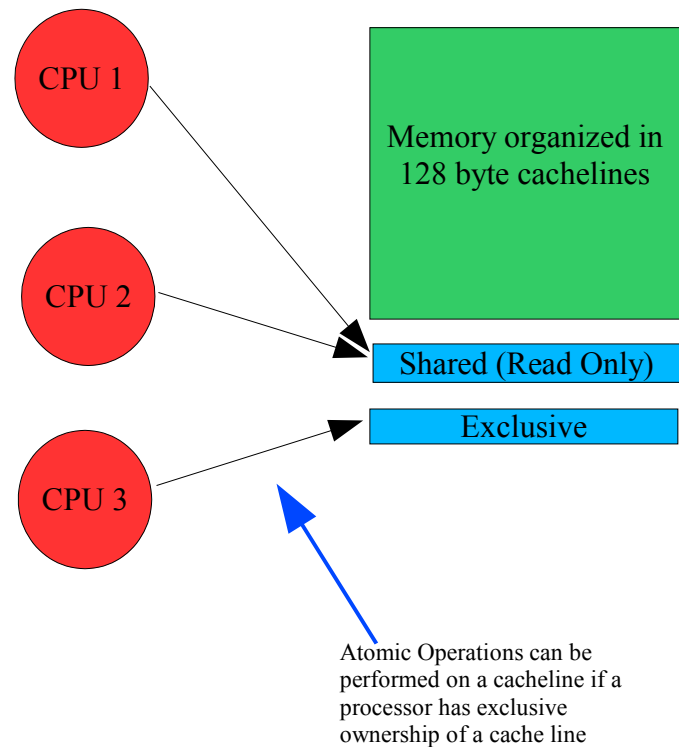 CPU 1
Memory organized in
128 byte cachelines
CPU 2
Shared (Read Only)
Exclusive
CPU 3
Atomic Operations can be
performed on a cacheline if a
processor has exclusive
ownership of a cache line